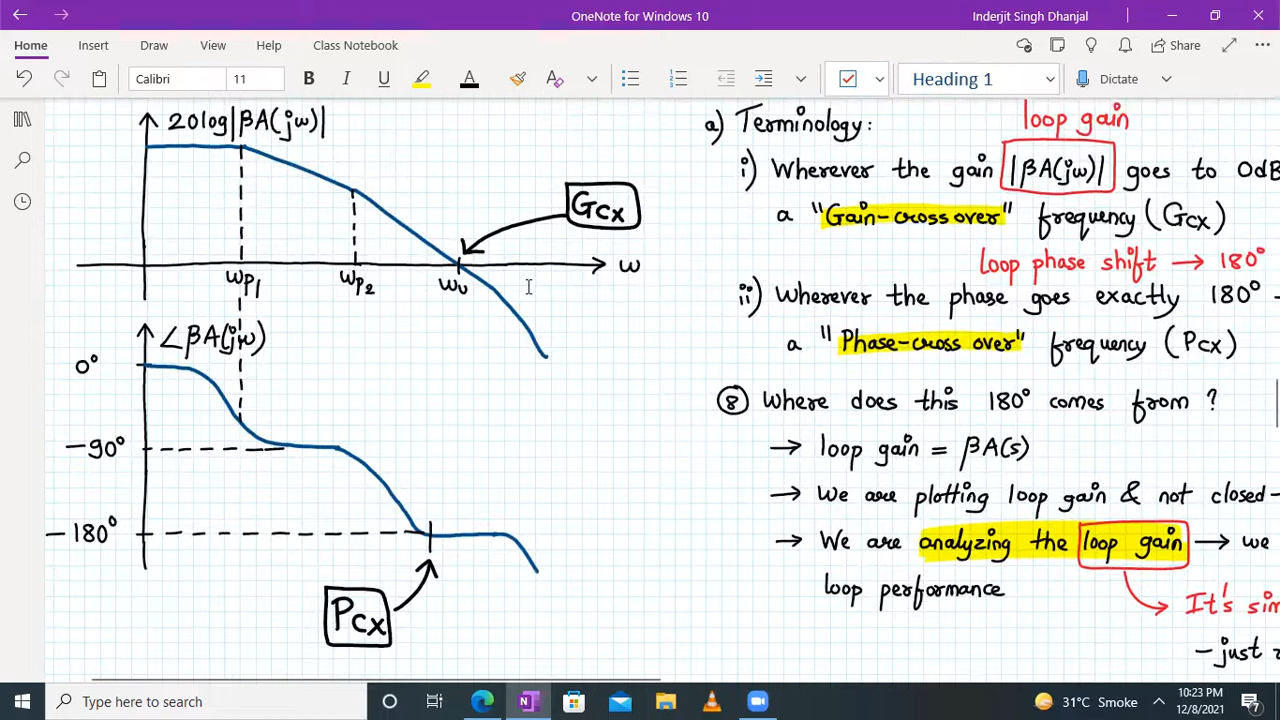 OneNote for Windows 10
Inderjit Singh Dhanjal
Home Insert Draw View Help Class Notebook Share
Calibri 11 B I U A Heading 1 Dictate
20log|βA(jω)|
Gcx
ω
ωp1 ωp2 ωu
∠βA(jω)
0°
-90°
-180°
Pcx
loop gain
a) Terminology:
i) Wherever the gain |βA(jω)| goes to 0dB
a "Gain-cross over" frequency (Gcx)
loop phase shift → 180°
ii) Wherever the phase goes exactly 180°
a "Phase-cross over" frequency (Pcx)
⑧ Where does this 180° comes from ?
→ loop gain = βA(s)
→ We are plotting loop gain & not closed-
→ We are analyzing the loop gain → we
loop performance
It's
-just
Type here to search
31°C Smoke
10:23 PM
12/8/2021
7